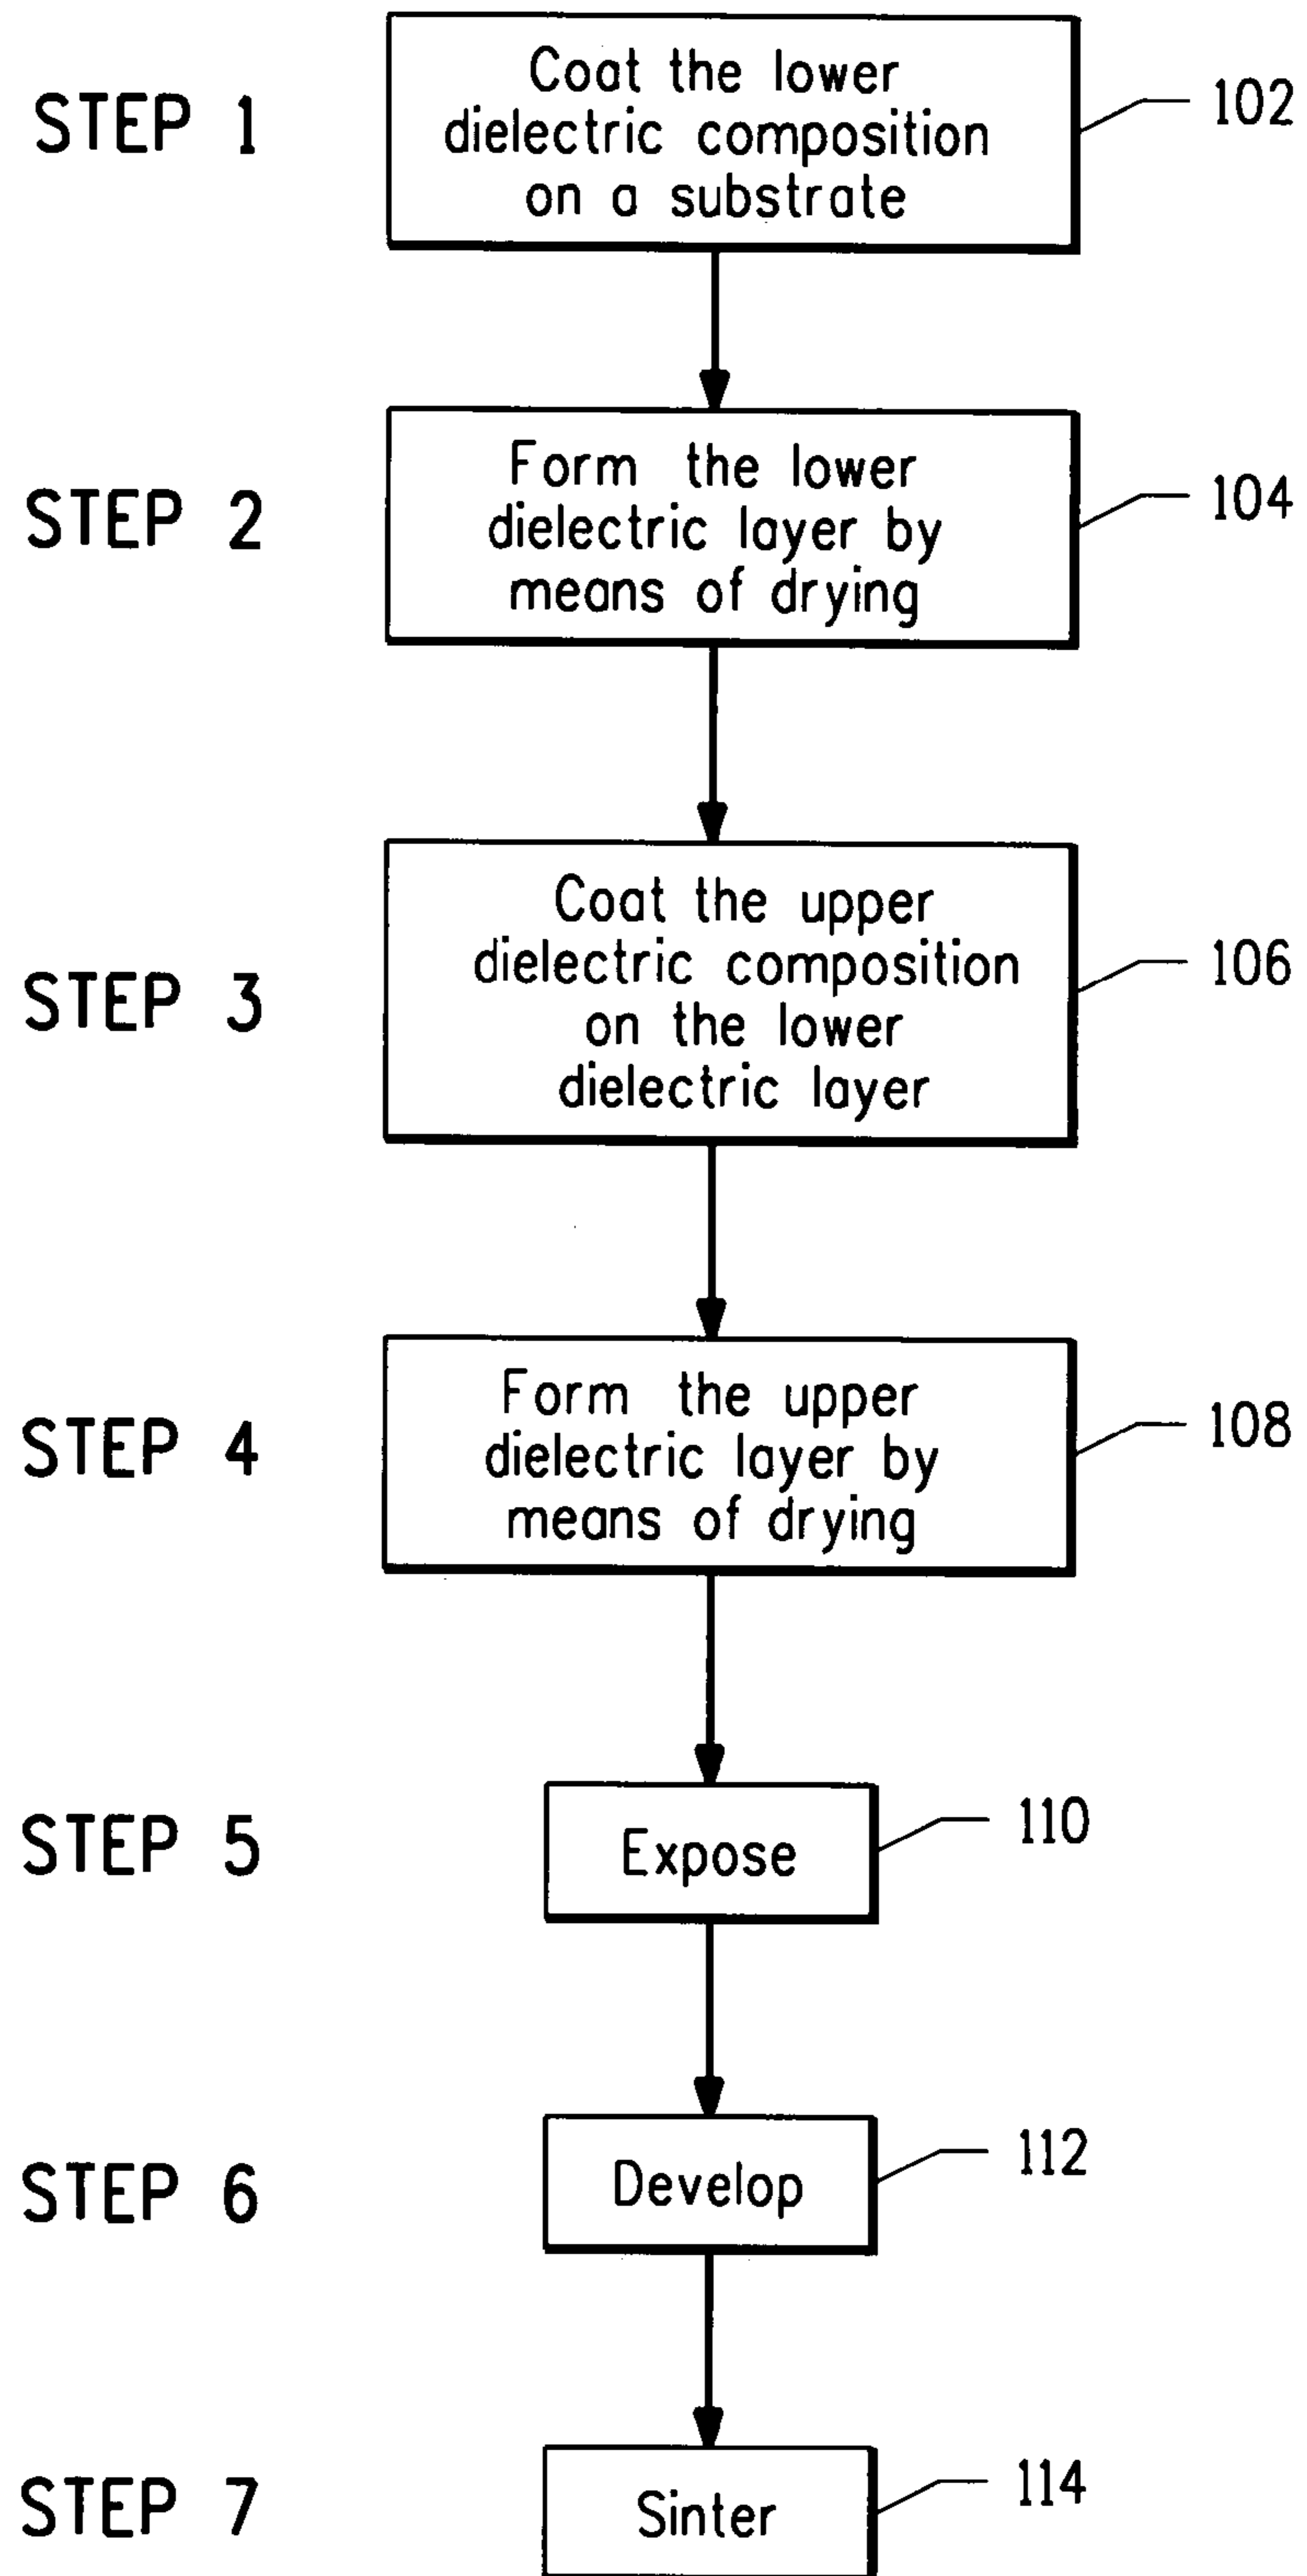 Coat the lower
STEP 1
dielectric composition
on a substrate
102
Form the lower
STEP 2
dielectric layer by
means of drying
104
Coat the upper
dielectric composition
STEP 3
on the lower
dielectric layer
106
Form the upper
STEP 4
dielectric layer by
means of drying
108
STEP 5
Expose
110
STEP 6
Develop
112
STEP 7
Sinter
114